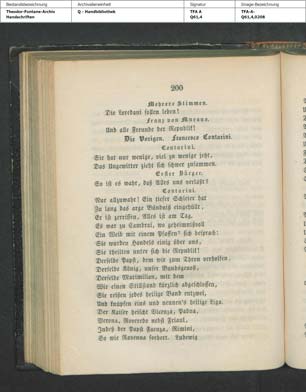 Bestandsbezeichnung
Archivalieneinheit
Signatur
Image-Bezeichnung
Theodor-Fontane-Archiv
Handschriften
Q - Handbibliothek
TFA A
Q61,4
TFA-A-
Q61,4,0208
200
Mehrere Stimmen.
Die Loredani sollen leben!
Franz von
Und alle Freunde der Republik!
Die Vorigen. Francesco Contarini.
Contarini.
Sie hat nur wenige, viel zu wenige jetzt,
Das Ungewitter zieht sich schwer zusammen.
Erster Bürger.
So ist es wahr, daß Alles uns verläßt?
Contarini.
Nur allzuwahr! Ein tiefer Schleier hat
Zu lang das arge Bündniß eingehüllt,
Er ist zerrissen, Alles ist am Tag.
Es war zu Cambrai, wo geheimnißvoll
Ein Weib mit einem Pfaffen sich besprach:
Sie wurden Handels einig über uns,
Sie theilten unter sich die Republik!
Derselbe Papst, dem wir zum Thron verholfen,
Derselbe König, unser Bundsgenoß,
Derselbe Maximilian, mit dem
Wir einen Stillstand kürzlich abgeschlossen,
Sie reißen jedes heilige Band entzwei,
Und knüpfen eins und nennen's heilige Liga.
Der Kaiser heischt Vicenza, Padua,
Verona, Roveredo nebst Friaul,
Indeß der Papst Faenza, Rimini,
So wie Ravenna fordert. Ludewig